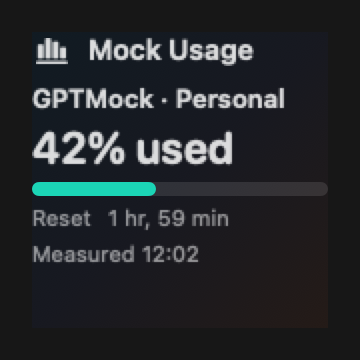 Mock Usage
GPTMock · Personal
42% used
Reset 1 hr, 59 min
Measured 12:02